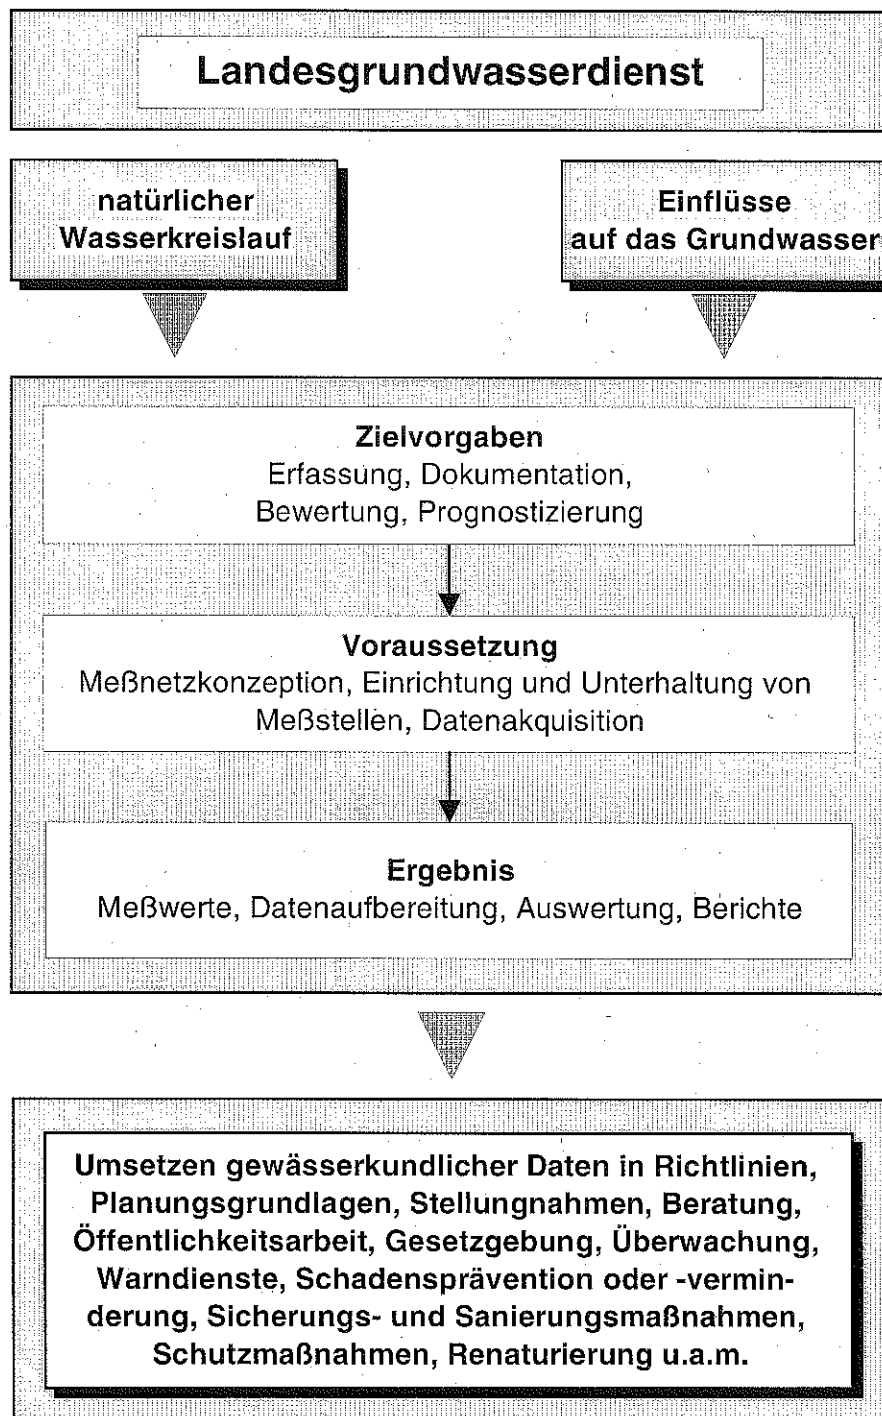 Landesgrundwasserdienst
natürlicher
Wasserkreislauf
Einflüsse
auf das Grundwasser
Zielvorgaben
Erfassung, Dokumentation,
Bewertung, Prognostizierung
Voraussetzung
Meßnetzkonzeption, Einrichtung und Unterhaltung von
Meßstellen, Datenakquisition
Ergebnis
Meßwerte, Datenaufbereitung, Auswertung, Berichte
Umsetzen gewässerkundlicher Daten in Richtlinien,
Planungsgrundlagen, Stellungnahmen, Beratung,
Öffentlichkeitsarbeit, Gesetzgebung, Überwachung,
Warndienste, Schadensprävention oder -vermin-
derung, Sicherungs- und Sanierungsmaßnahmen,
Schutzmaßnahmen, Renaturierung u.a.m.